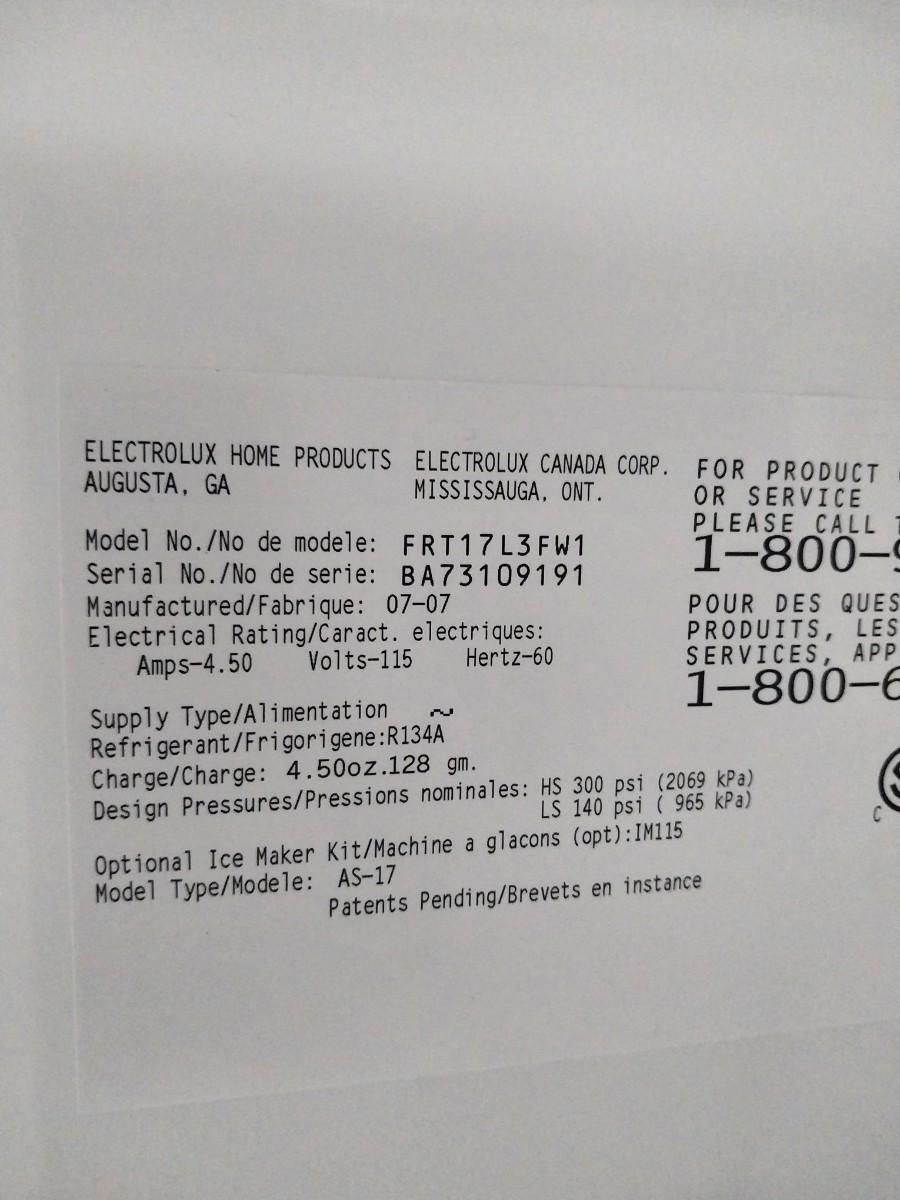 ELECTROLUX HOME PRODUCTS
AUGUSTA, GA
ELECTROLUX CANADA CORP.
MISSISSAUGA, ONT.
Model No./No de modele: FRT17L3FW1
Serial No./No de serie: BA73109191
Manufactured/Fabrique: 07-07
Electrical Rating/Caract. electriques:
Amps-4.50 Volts-115 Hertz-60
Supply Type/Alimentation ~
Refrigerant/Frigorigene:R134A
Charge/Charge: 4.50oz.128 gm.
Design Pressures/Pressions nominales: HS 300 psi (2069 kPa)
LS 140 psi ( 965 kPa)
Optional Ice Maker Kit/Machine a glacons (opt):IM115
Model Type/Modele: AS-17
Patents Pending/Brevets en instance
FOR PRODUCT
OR SERVICE
PLEASE CALL
1-800-
POUR DES QUES
PRODUITS, LES
SERVICES, APP
1-800-6
C